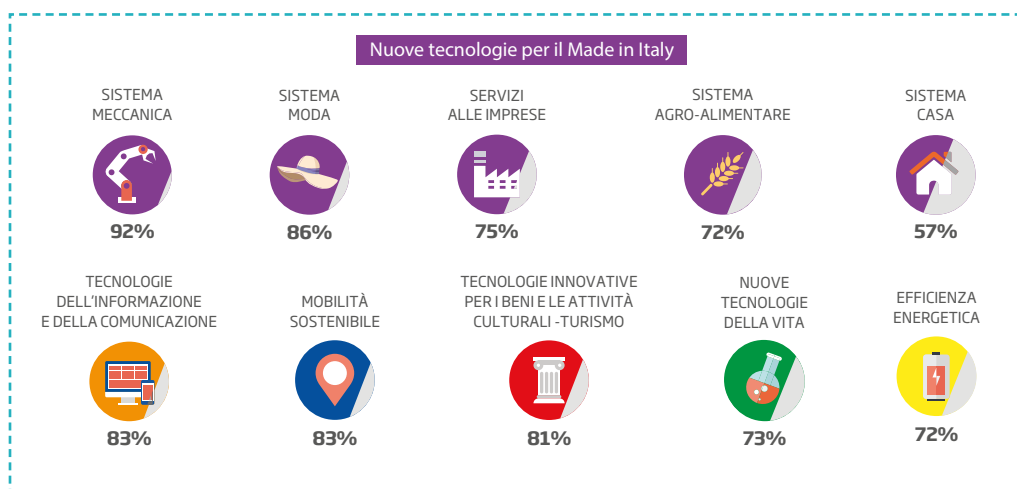 Nuove tecnologie per il Made in Italy
SISTEMA
MECCANICA
92%
SISTEMA
MODA
86%
SERVIZI
ALLE IMPRESE
75%
SISTEMA
AGRO-ALIMENTARE
72%
SISTEMA
CASA
57%
TECNOLOGIE
DELL'INFORMAZIONE
E DELLA COMUNICAZIONE
83%
MOBILITÀ
SOSTENIBILE
83%
TECNOLOGIE INNOVATIVE
PER I BENI E LE ATTIVITÀ
CULTURALI -TURISMO
81%
NUOVE
TECNOLOGIE
DELLA VITA
73%
EFFICIENZA
ENERGETICA
72%